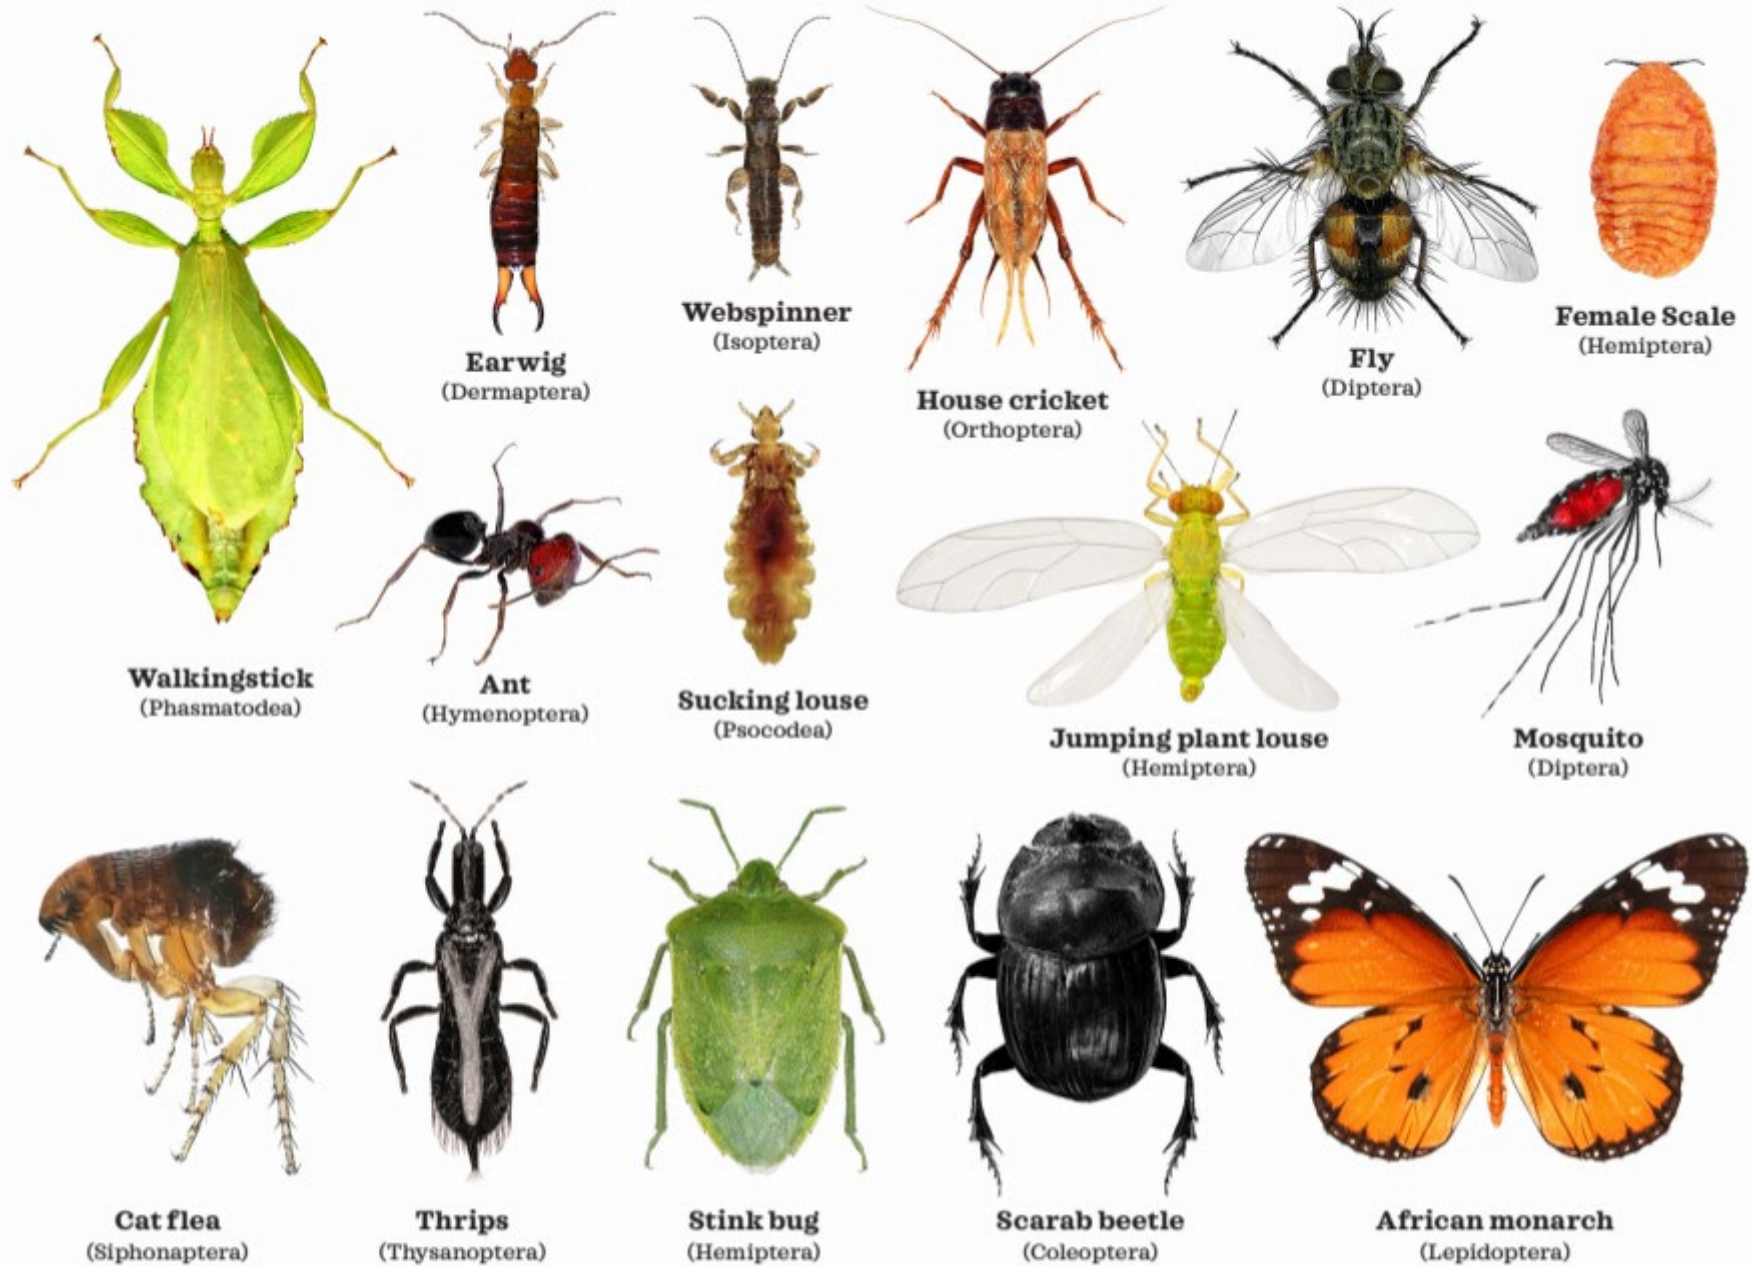 Webspinner
(Isoptera)
Female Scale
(Hemiptera)
Earwig
(Dermaptera)
Fly
(Diptera)
House cricket
(Orthoptera)
Walkingstick
(Phasmatodea)
Ant
(Hymenoptera)
Sucking louse
(Psocodea)
Jumping plant louse
(Hemiptera)
Mosquito
(Diptera)
Cat flea
(Siphonaptera)
Thrips
(Thysanoptera)
Stink bug
(Hemiptera)
Scarab beetle
(Coleoptera)
African monarch
(Lepidoptera)